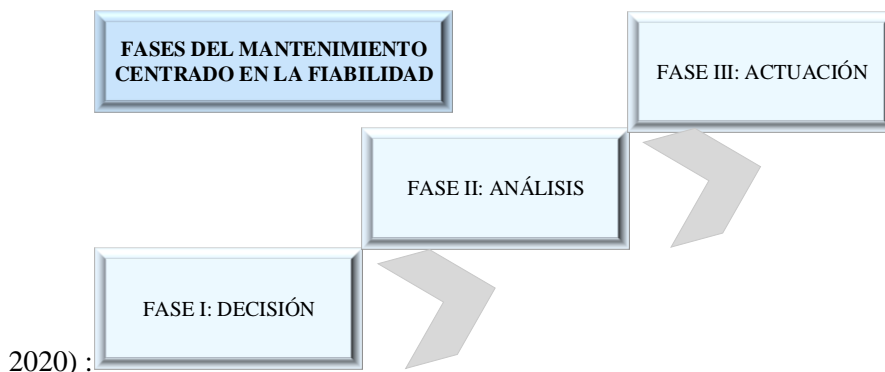 FASES DEL MANTENIMIENTO
CENTRADO EN LA FIABILIDAD
FASE III: ACTUACIÓN
FASE II: ANÁLISIS
FASE I: DECISIÓN
2020) :